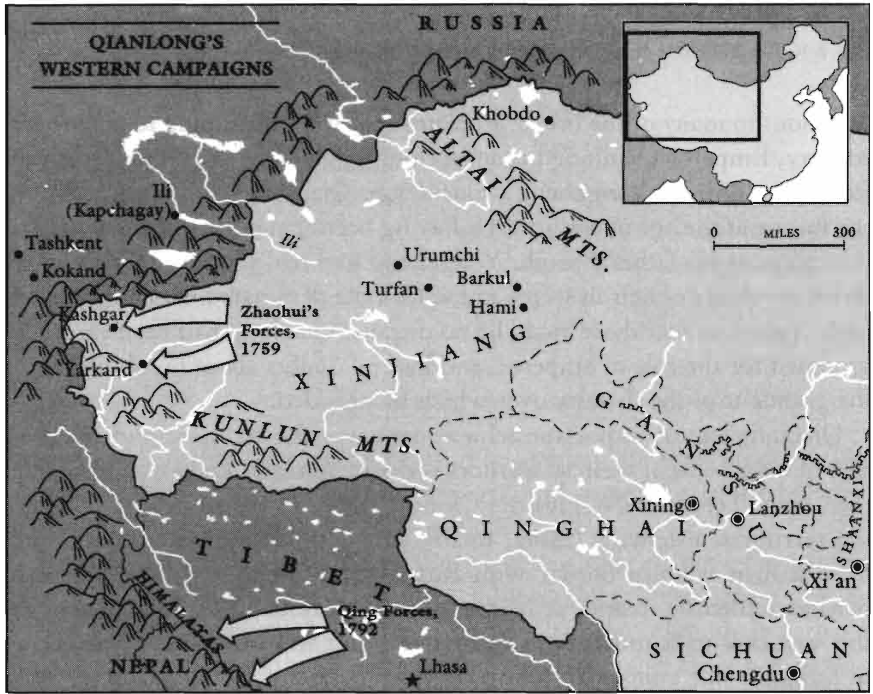 QIANLONG'S
WESTERN CAMPAIGNS
RUSSIA
Khobdo
ALTAI
MTS.
MILES 300
Ili
(Kapchagay)
Ili
Tashkent
Kokand
Urumchi
Turfan
Barkul
Hami
Kashgar
Zhaohui's
Forces,
1759
Yarkand
XINJIANG
GANSU
KUNLUN MTS.
Xining
Lanzhou
QINGHAI
SHAANXI
Xi'an
TIBET
HIMALAYAS
Qing Forces,
1792
NEPAL
Lhasa
SICHUAN
Chengdu